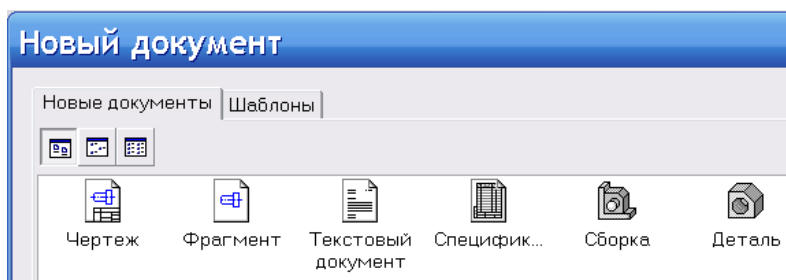 Новый документ
Новые документы Шаблоны
Чертеж Фрагмент Текстовый документ Специфик... Сборка Деталь